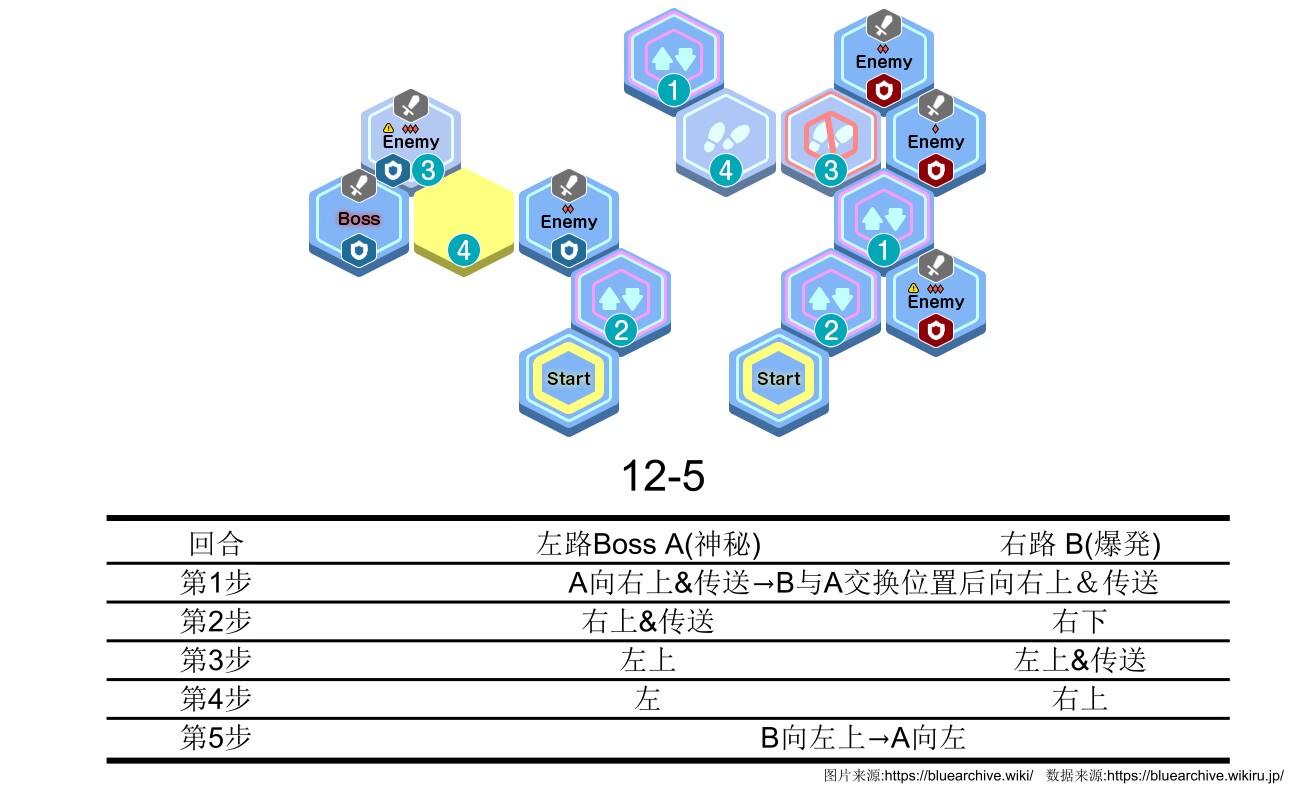 1
Enemy
Enemy
Enemy
4
3
Enemy
3
Boss
4
Enemy
1
2
2
Enemy
Start
Start
12-5
回合 左路Boss A(神秘) 右路 B(爆発)
第1步 A向右上&传送→B与A交换位置后向右上＆传送
第2步 右上&传送 右下
第3步 左上 左上&传送
第4步 左 右上
第5步 B向左上→A向左
图片来源:https://bluearchive.wiki/ 数据来源:https://bluearchive.wikiru.jp/